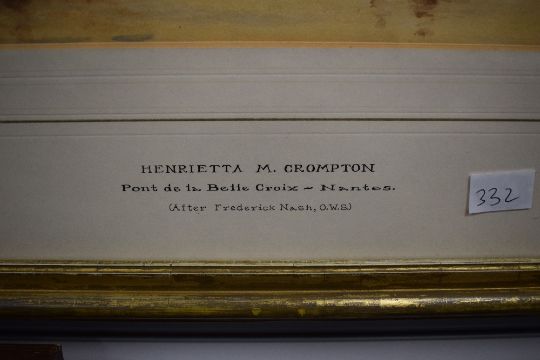 HENRIETTA M. CROMPTON
Pont de la Belle Croix – Nantes.
(After Frederick Nash, O.W.S)
332